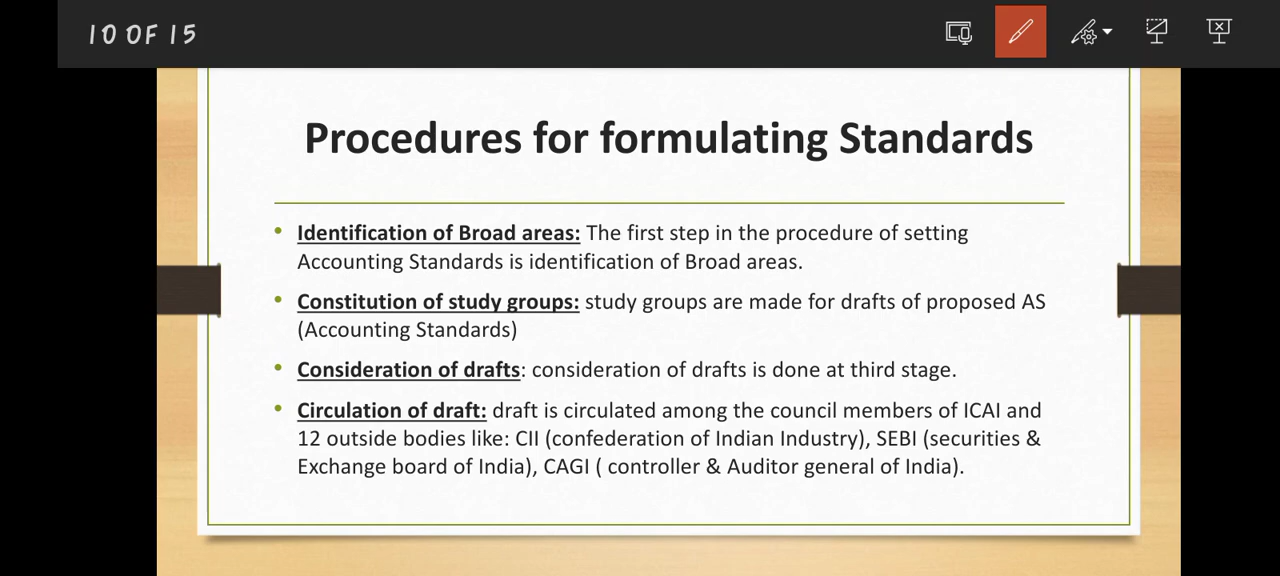 10 OF 15
Procedures for formulating Standards
• Identification of Broad areas: The first step in the procedure of setting
Accounting Standards is identification of Broad areas.
• Constitution of study groups: study groups are made for drafts of proposed AS
(Accounting Standards)
• Consideration of drafts: consideration of drafts is done at third stage.
• Circulation of draft: draft is circulated among the council members of ICAI and
12 outside bodies like: CII (confederation of Indian Industry), SEBI (securities &
Exchange board of India), CAGI ( controller & Auditor general of India).